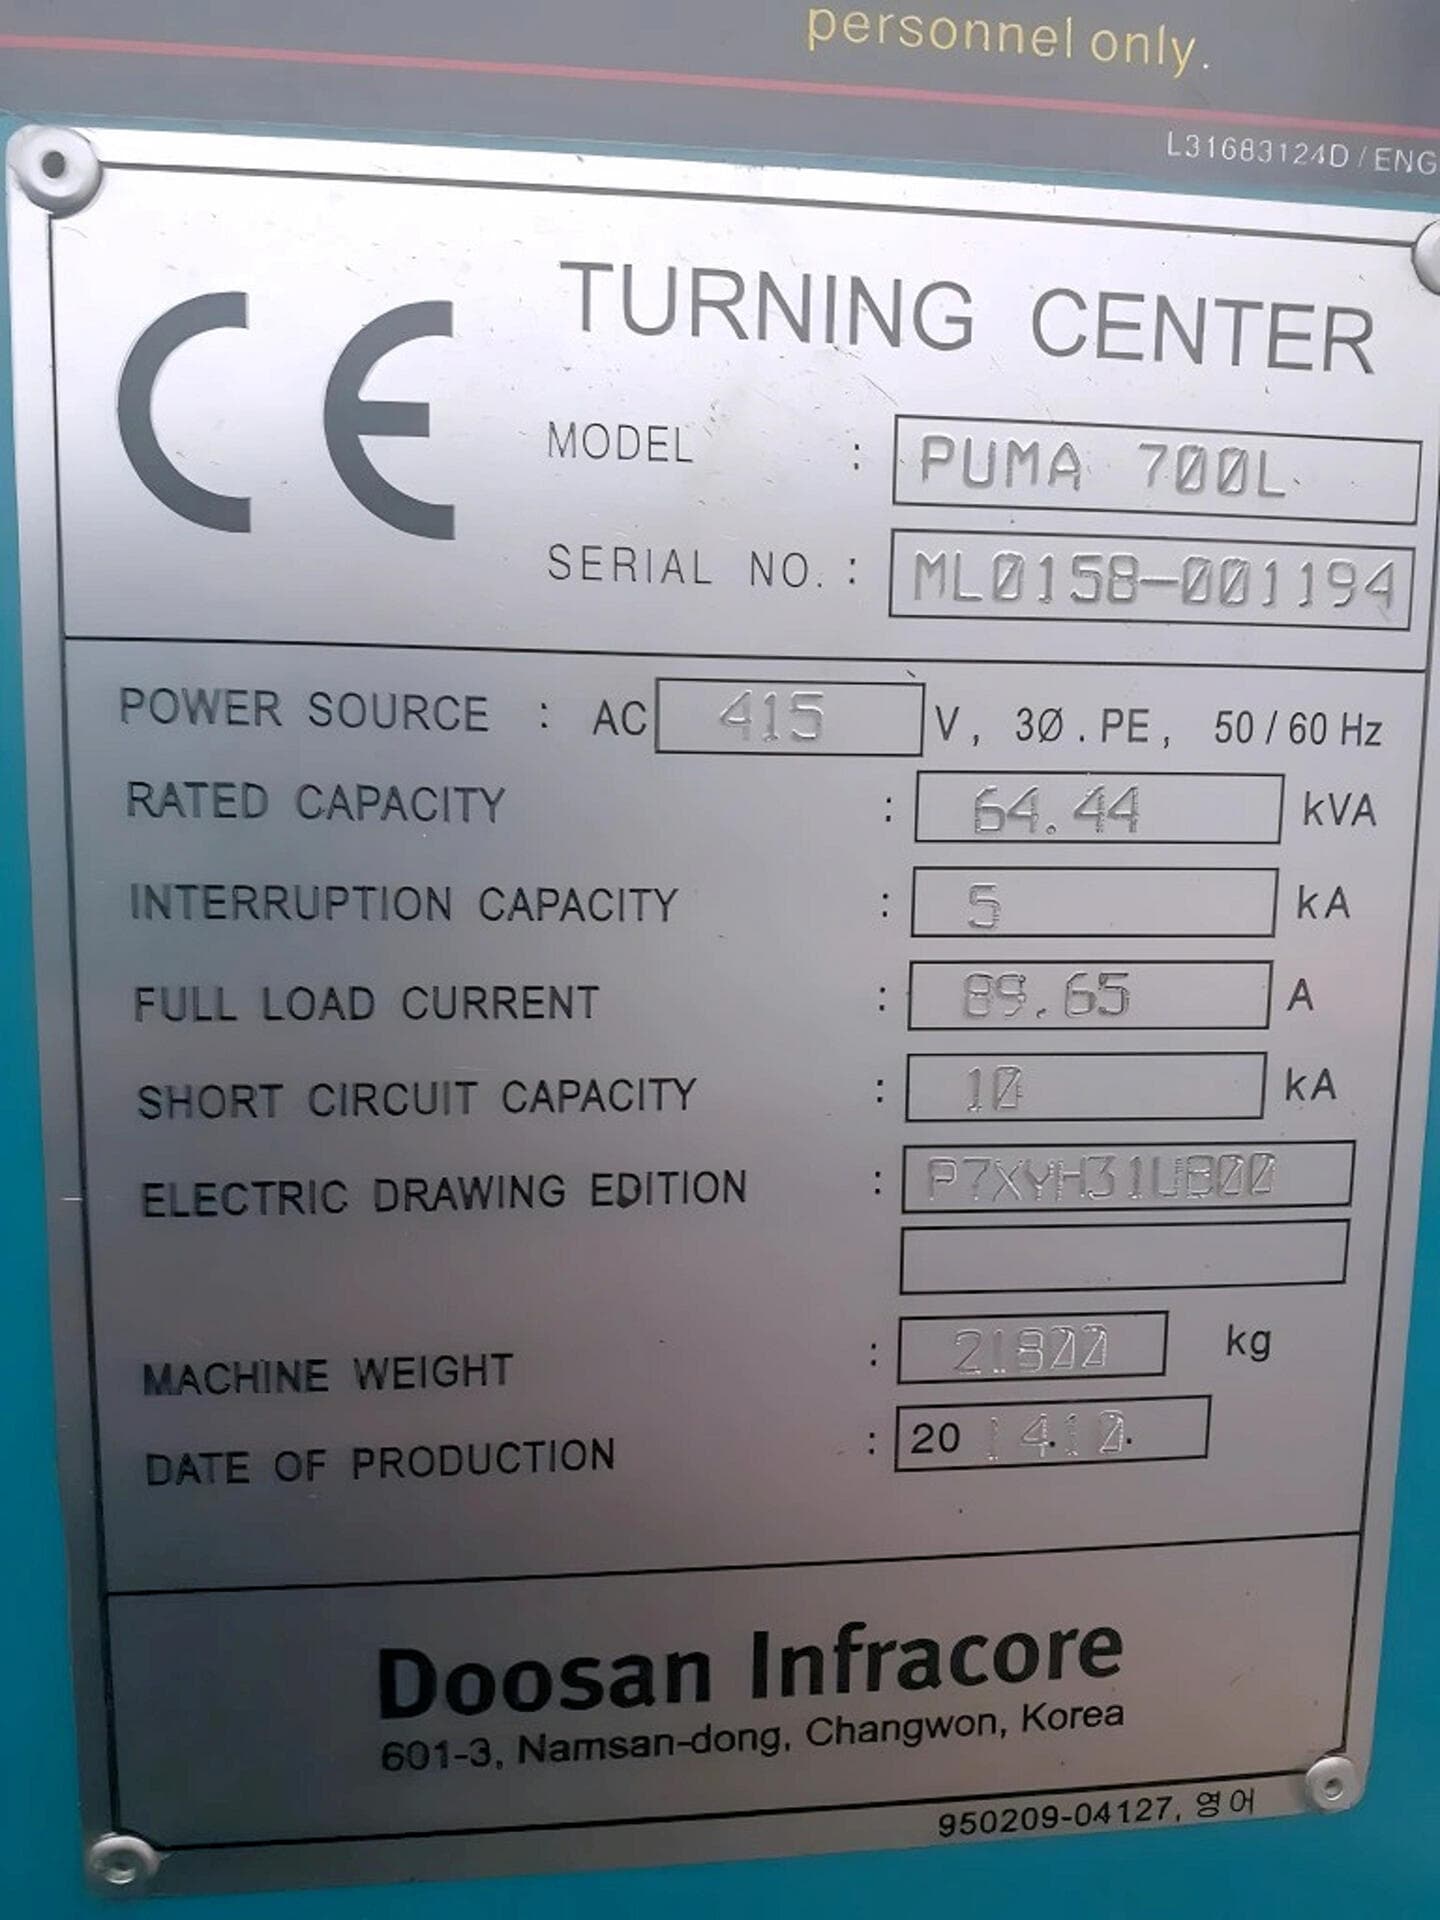 personnel only.
L31683124D / ENG
CE
TURNING CENTER
MODEL : PUMA 700L
SERIAL NO. : ML0158-001194
POWER SOURCE : AC 415 V, 3Ø . PE, 50 / 60 Hz
RATED CAPACITY : 64.44 kVA
INTERRUPTION CAPACITY : 5 kA
FULL LOAD CURRENT : 89.65 A
SHORT CIRCUIT CAPACITY : 10 kA
ELECTRIC DRAWING EDITION : P7XYH31UB00
MACHINE WEIGHT : 21800 kg
DATE OF PRODUCTION : 20 14.10.
Doosan Infracore
601-3, Namsan-dong, Changwon, Korea
950209-04127, 영어